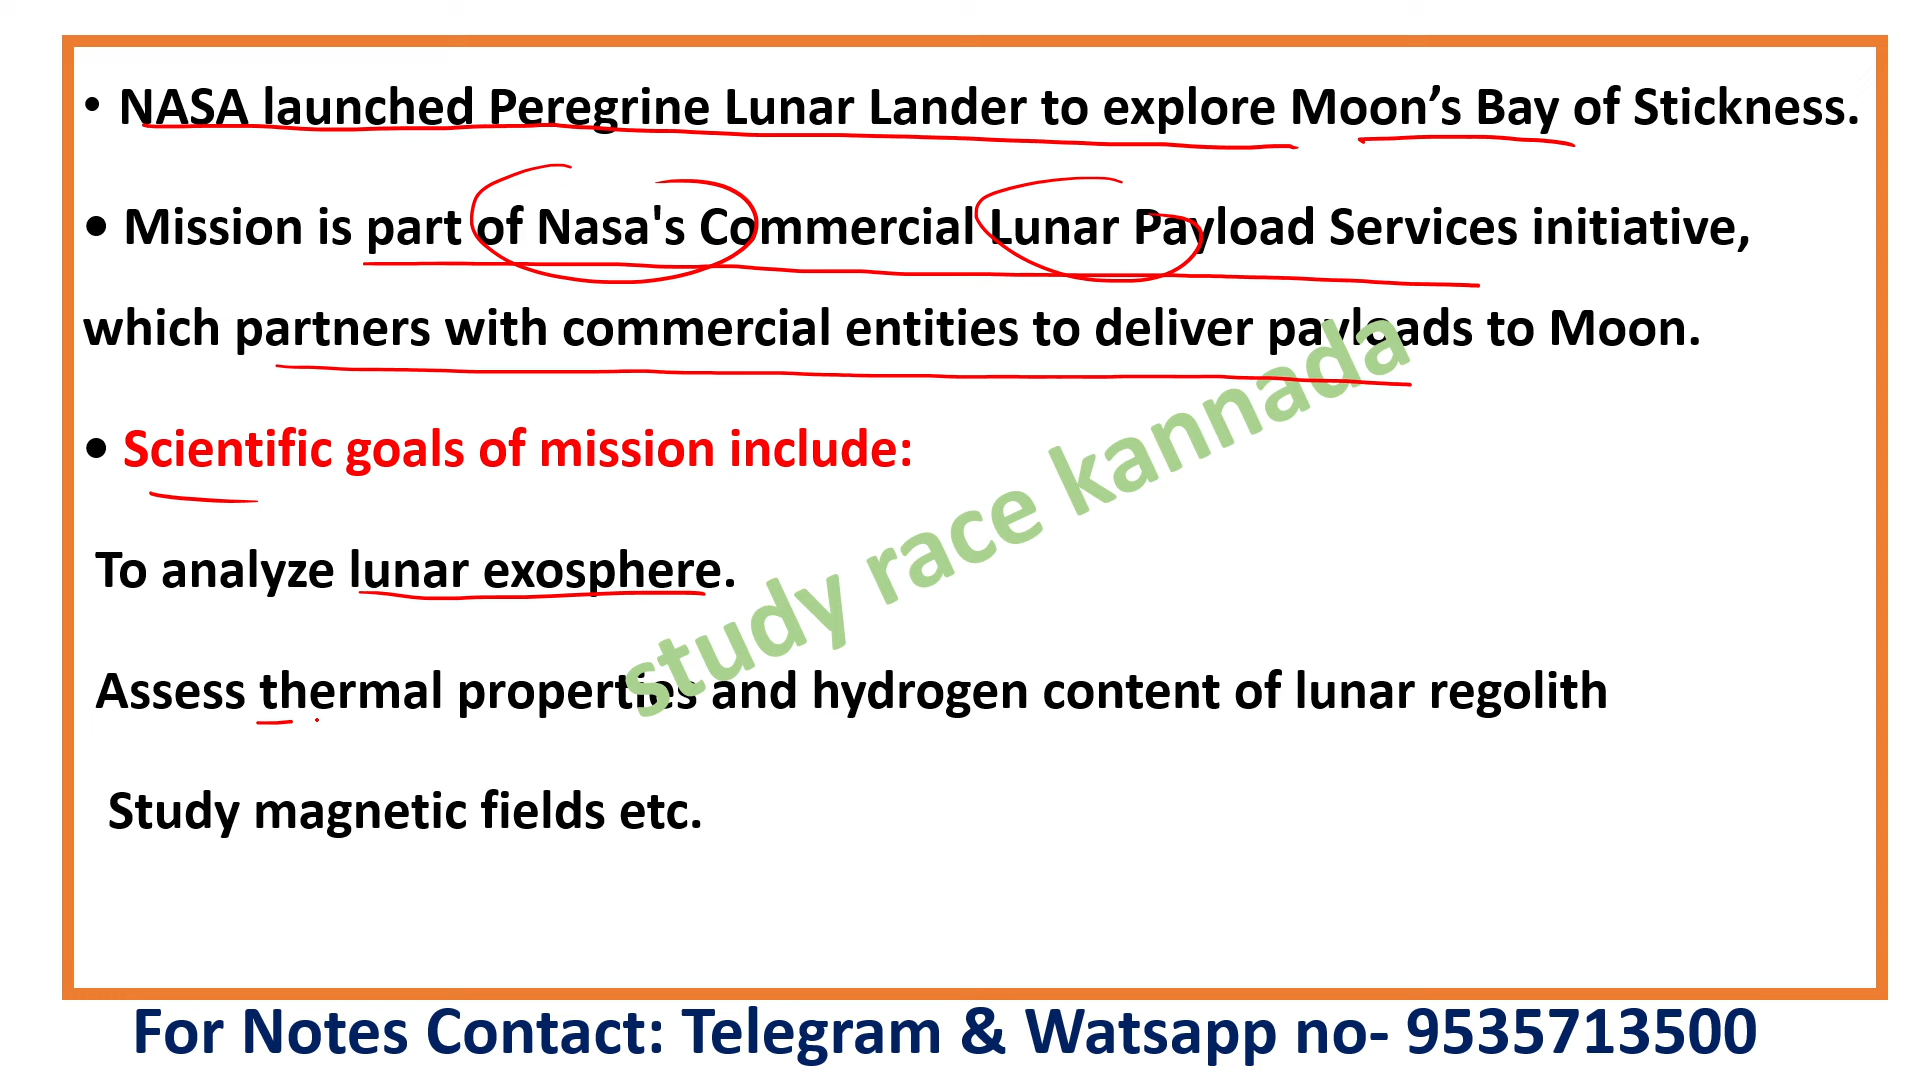 • NASA launched Peregrine Lunar Lander to explore Moon’s Bay of Stickness.
• Mission is part of Nasa's Commercial Lunar Payload Services initiative,
which partners with commercial entities to deliver payloads to Moon.
• Scientific goals of mission include:
To analyze lunar exosphere.
Assess thermal properties and hydrogen content of lunar regolith
Study magnetic fields etc.
study race kannada
For Notes Contact: Telegram & Watsapp no- 9535713500